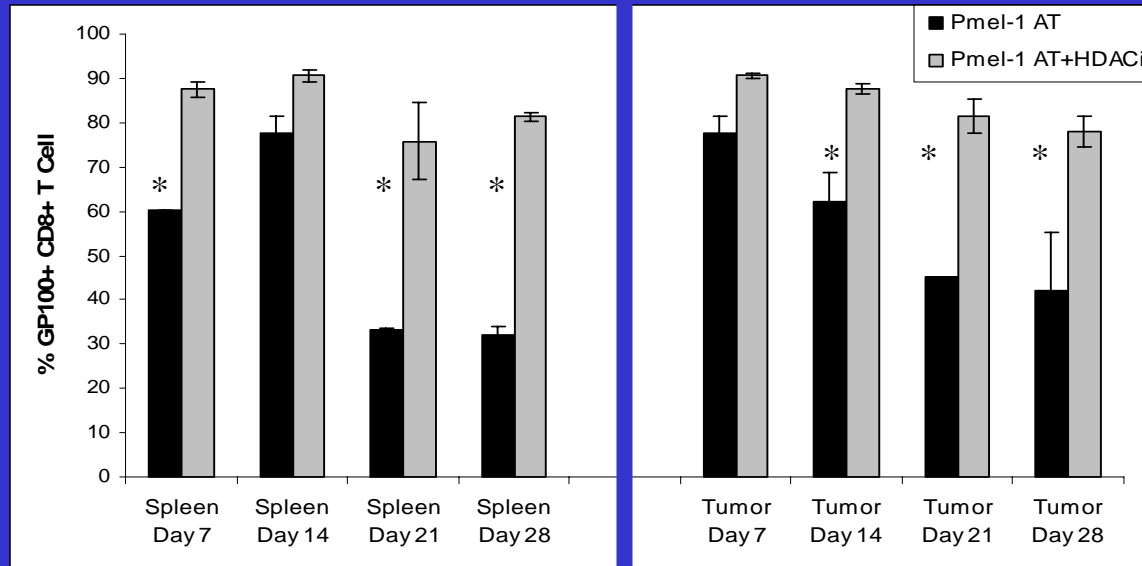 % GP100+ CD8+ T Cell
100
90
80
70
60
50
40
30
20
10
0
*
*
*
Spleen Day 7
Spleen Day 14
Spleen Day 21
Spleen Day 28
Pmel-1 AT
Pmel-1 AT+HDACi
*
*
*
Tumor Day 7
Tumor Day 14
Tumor Day 21
Tumor Day 28